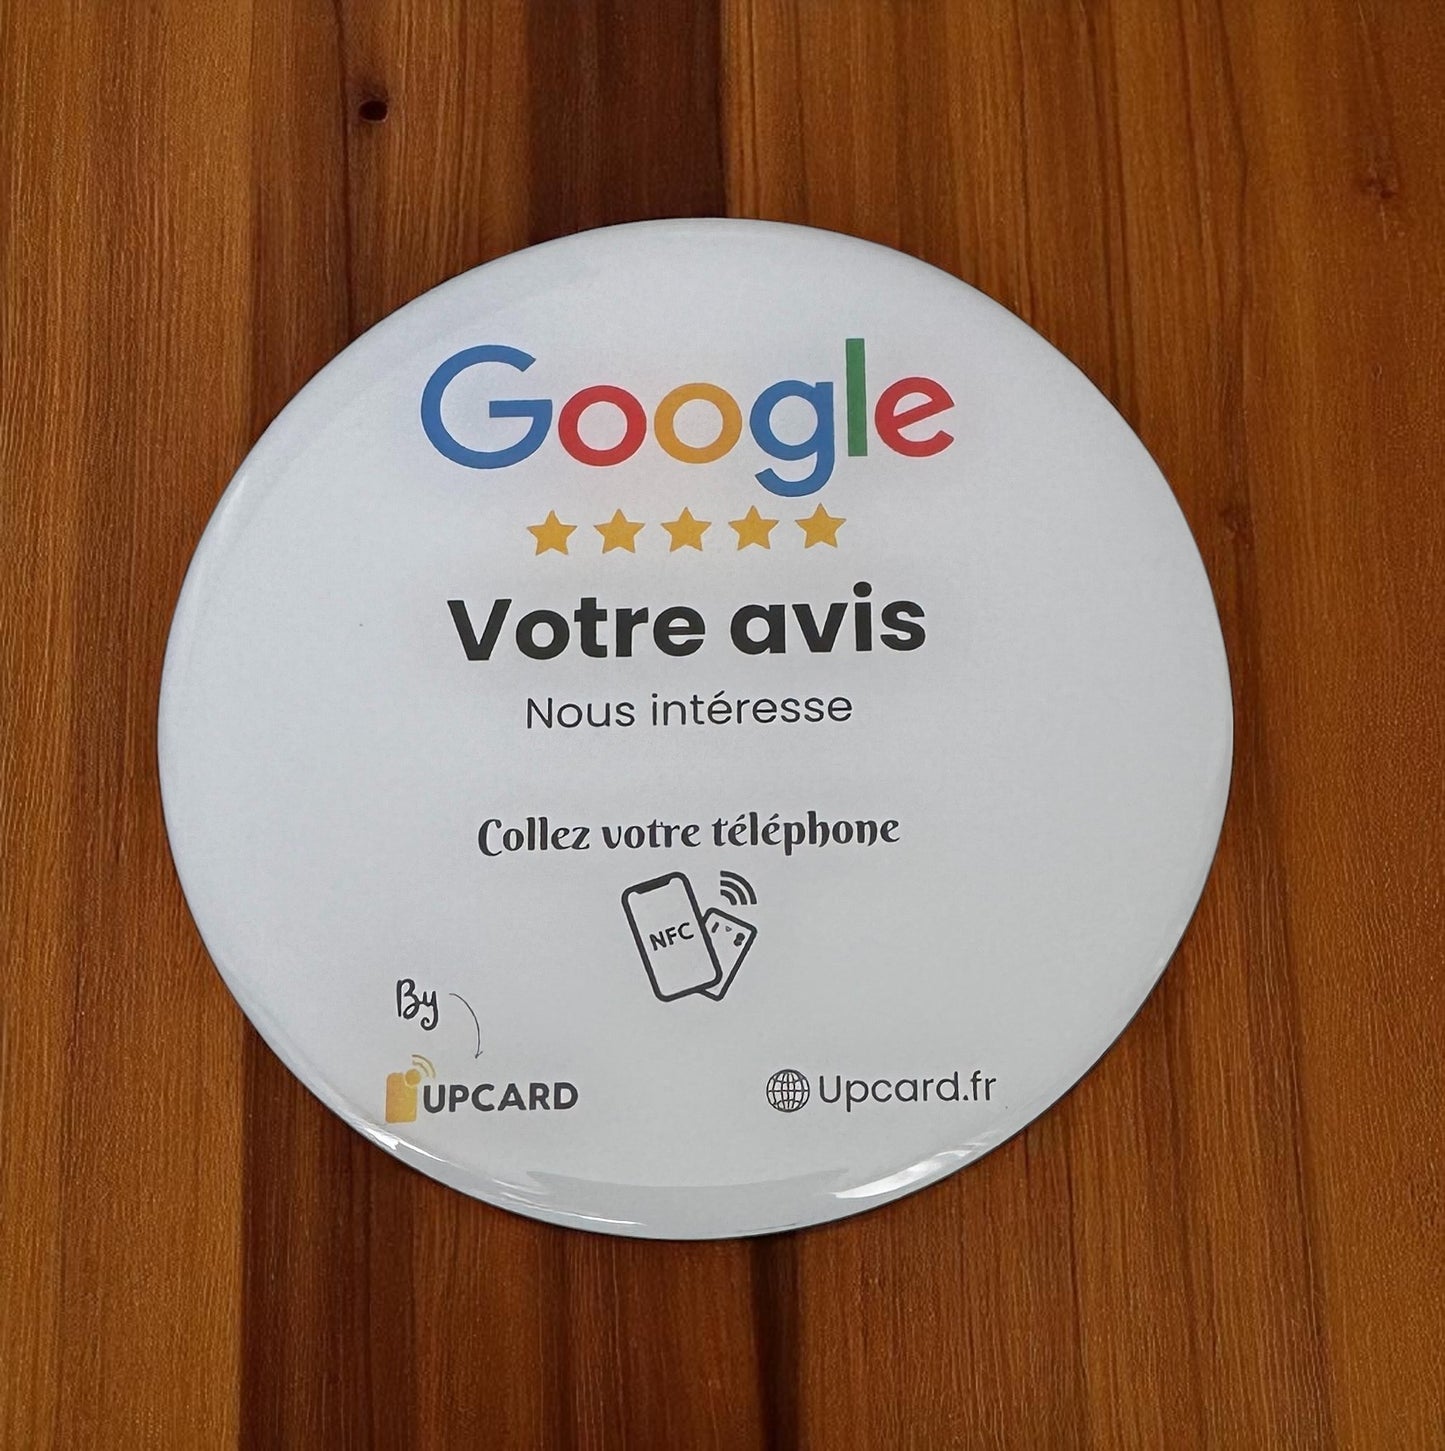 Google
Votre avis
Nous intéresse
Collez votre téléphone
NFC
By
UPCARD
Upcard.fr